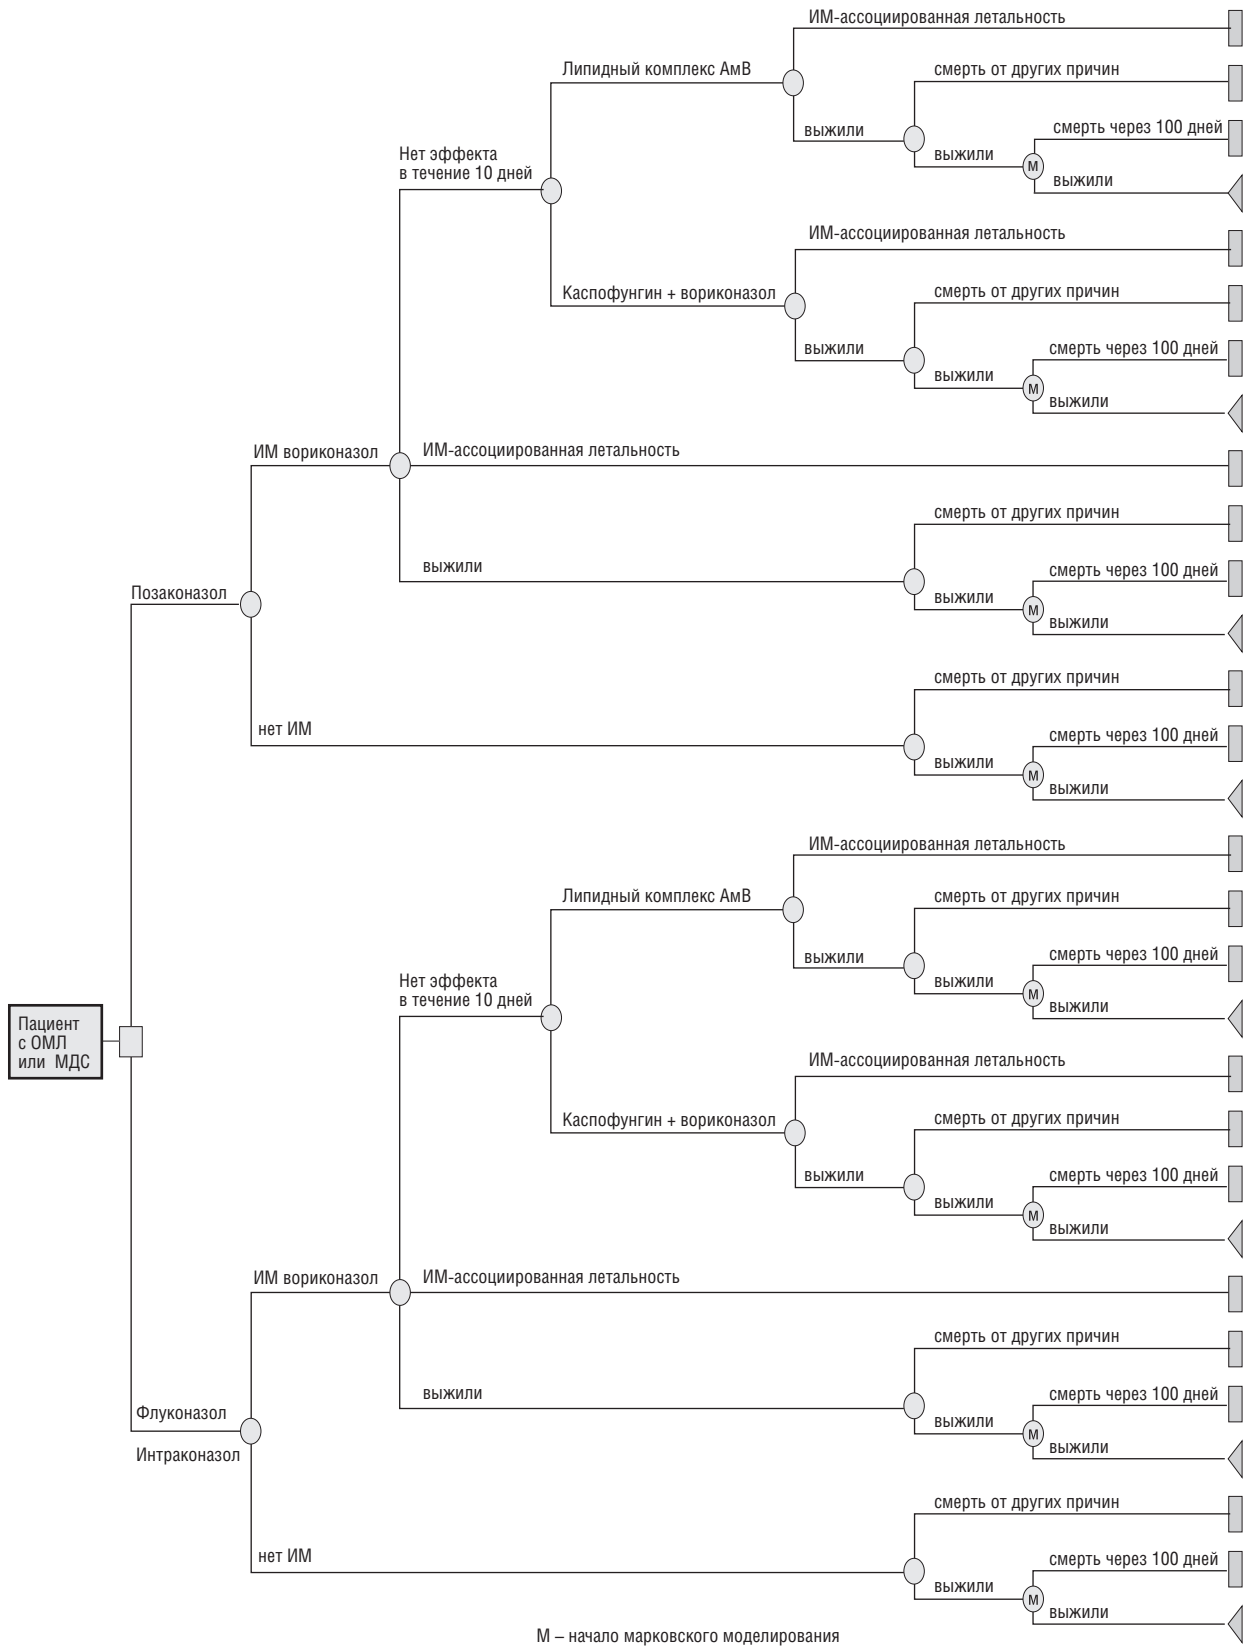 ИМ-ассоциированная летальность
Липидный комплекс АмВ
смерть от других причин
выжили
смерть через 100 дней
Нет эффекта
в течение 10 дней
выжили
М
выжили
ИМ-ассоциированная летальность
Каспофунгин + вориконазол
смерть от других причин
выжили
смерть через 100 дней
выжили
М
выжили
ИМ вориконазол
ИМ-ассоциированная летальность
смерть от других причин
выжили
смерть через 100 дней
Позаконазол
выжили
М
выжили
смерть от других причин
нет ИМ
смерть через 100 дней
выжили
М
выжили
ИМ-ассоциированная летальность
Липидный комплекс АмВ
смерть от других причин
выжили
смерть через 100 дней
Нет эффекта
в течение 10 дней
выжили
М
выжили
Пациент
с ОМЛ
или МДС
ИМ-ассоциированная летальность
Каспофунгин + вориконазол
смерть от других причин
выжили
смерть через 100 дней
выжили
М
выжили
ИМ вориконазол
ИМ-ассоциированная летальность
смерть от других причин
выжили
смерть через 100 дней
Флуконазол
Интраконазол
выжили
М
выжили
смерть от других причин
нет ИМ
смерть через 100 дней
выжили
М
выжили
М – начало марковского моделирования